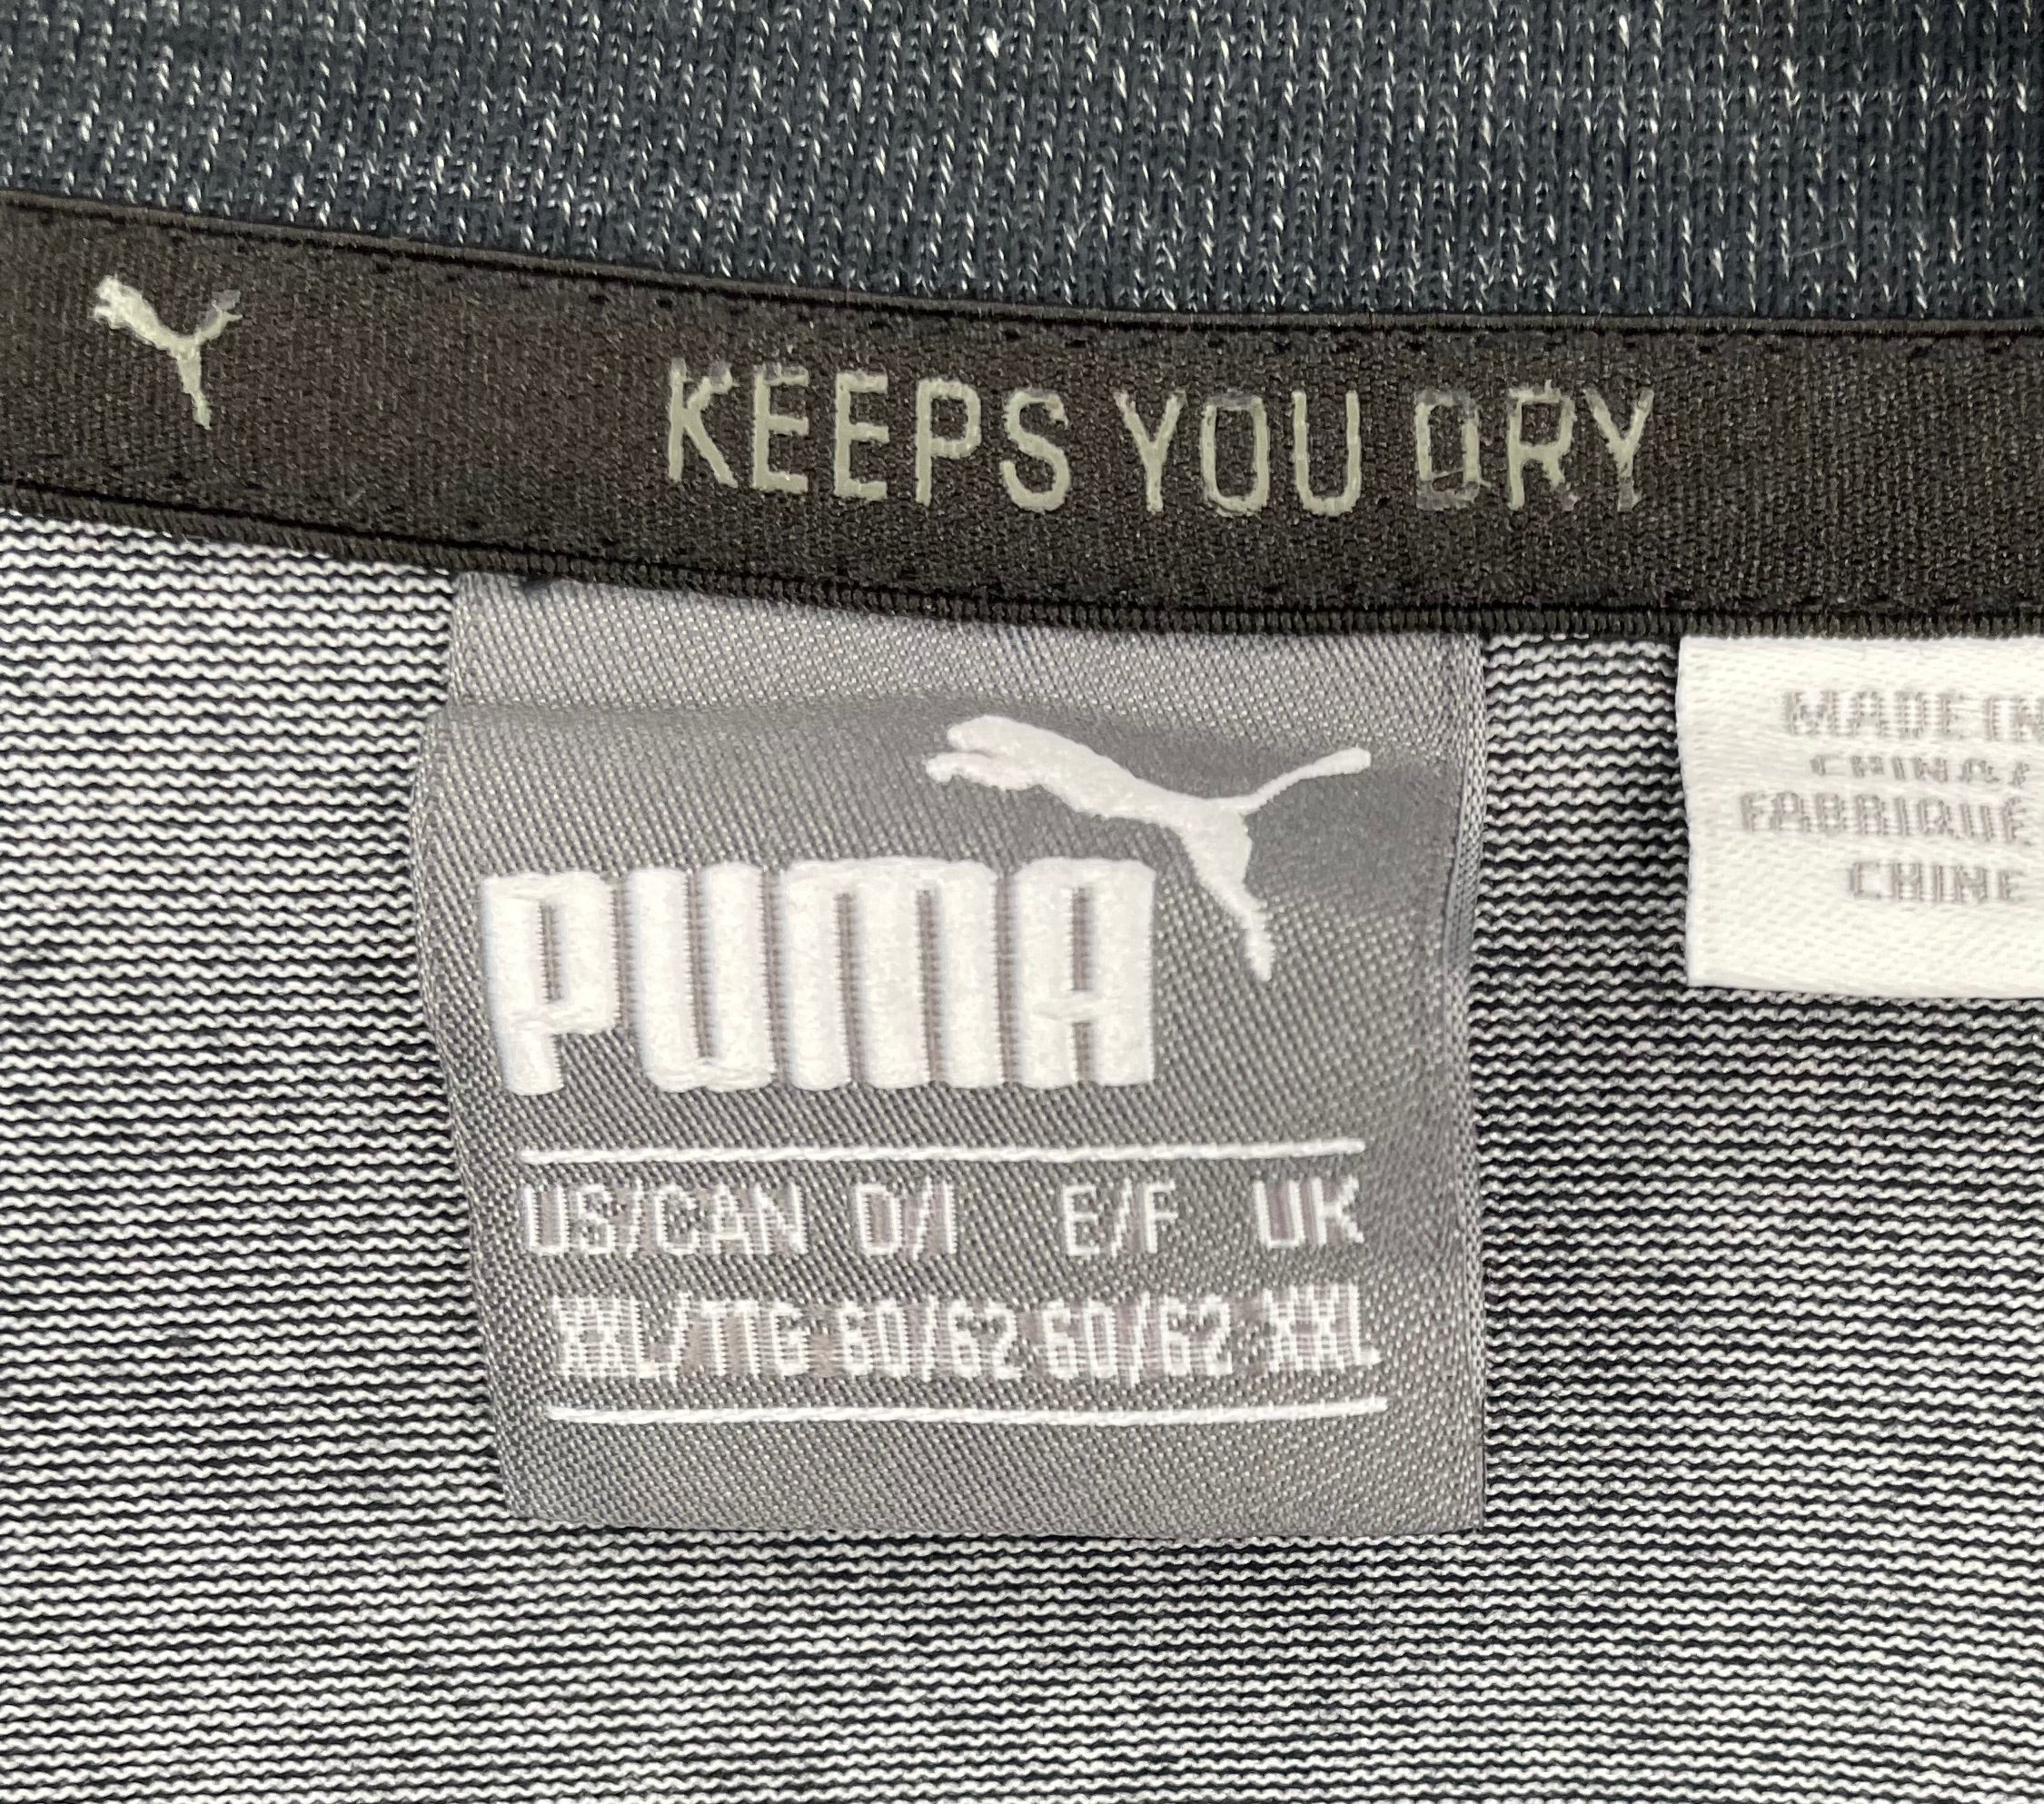 KEEPS YOU DRY
PUMA
US/CAN D/I E/F UK
XXL/TTG 60/62 60/62 XXL
MADE IN
CHINA/
FABRIQUÉ
CHINE